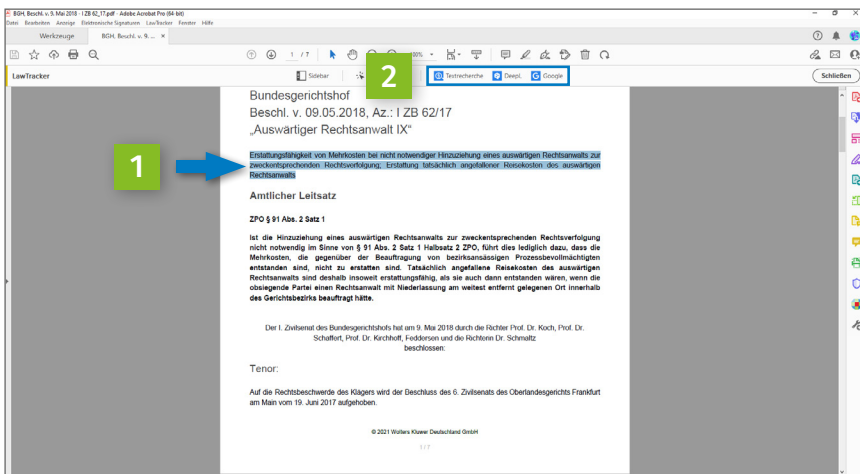 BGH, Beschl. v. 9. Mai 2018 - I ZB 62_17.pdf - Adobe Acrobat Pro (64-bit)
Datei Bearbeiten Anzeige Elektronische Signaturen LawTracker Fenster Hilfe
Werkzeuge BGH, Beschl. v. 9. ... ×
1 / 7 100%
LawTracker Sidebar 2 Textrecherche DeepL Google Schließen
Bundesgerichtshof
Beschl. v. 09.05.2018, Az.: I ZB 62/17
„Auswärtiger Rechtsanwalt IX“
1
Erstattungsfähigkeit von Mehrkosten bei nicht notwendiger Hinzuziehung eines auswärtigen Rechtsanwalts zur
zweckentsprechenden Rechtsverfolgung; Erstattung tatsächlich angefallener Reisekosten des auswärtigen
Rechtsanwalts
Amtlicher Leitsatz
ZPO § 91 Abs. 2 Satz 1
Ist die Hinzuziehung eines auswärtigen Rechtsanwalts zur zweckentsprechenden Rechtsverfolgung
nicht notwendig im Sinne von § 91 Abs. 2 Satz 1 Halbsatz 2 ZPO, führt dies lediglich dazu, dass die
Mehrkosten, die gegenüber der Beauftragung von bezirksansässigen Prozessbevollmächtigten
entstanden sind, nicht zu erstatten sind. Tatsächlich angefallene Reisekosten des auswärtigen
Rechtsanwalts sind deshalb insoweit erstattungsfähig, als sie auch dann entstanden wären, wenn die
obsiegende Partei einen Rechtsanwalt mit Niederlassung am weitest entfernt gelegenen Ort innerhalb
des Gerichtsbezirks beauftragt hätte.
Der I. Zivilsenat des Bundesgerichtshofs hat am 9. Mai 2018 durch die Richter Prof. Dr. Koch, Prof. Dr.
Schaffert, Prof. Dr. Kirchhoff, Feddersen und die Richterin Dr. Schmaltz
beschlossen:
Tenor:
Auf die Rechtsbeschwerde des Klägers wird der Beschluss des 6. Zivilsenats des Oberlandesgerichts Frankfurt
am Main vom 19. Juni 2017 aufgehoben.
© 2021 Wolters Kluwer Deutschland GmbH
1 / 7